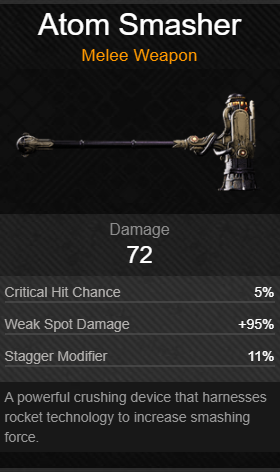 Atom Smasher
Melee Weapon
Damage
72
Critical Hit Chance 5%
Weak Spot Damage +95%
Stagger Modifier 11%
A powerful crushing device that harnesses
rocket technology to increase smashing
force.